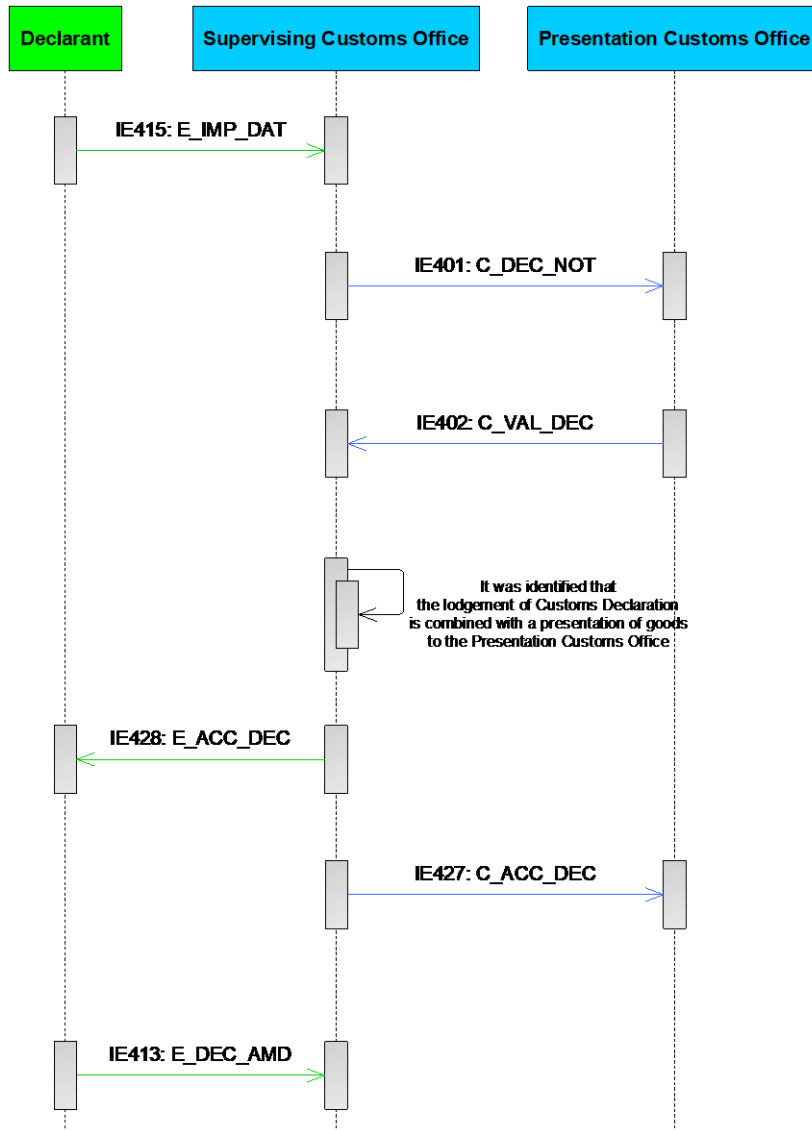 Declarant
Supervising Customs Office
Presentation Customs Office
IE415: E_IMP_DAT
IE401: C_DEC_NOT
IE402: C_VAL_DEC
It was identified that
the lodgement of Customs Declaration
is combined with a presentation of goods
to the Presentation Customs Office
IE428: E_ACC_DEC
IE427: C_ACC_DEC
IE413: E_DEC_AMD